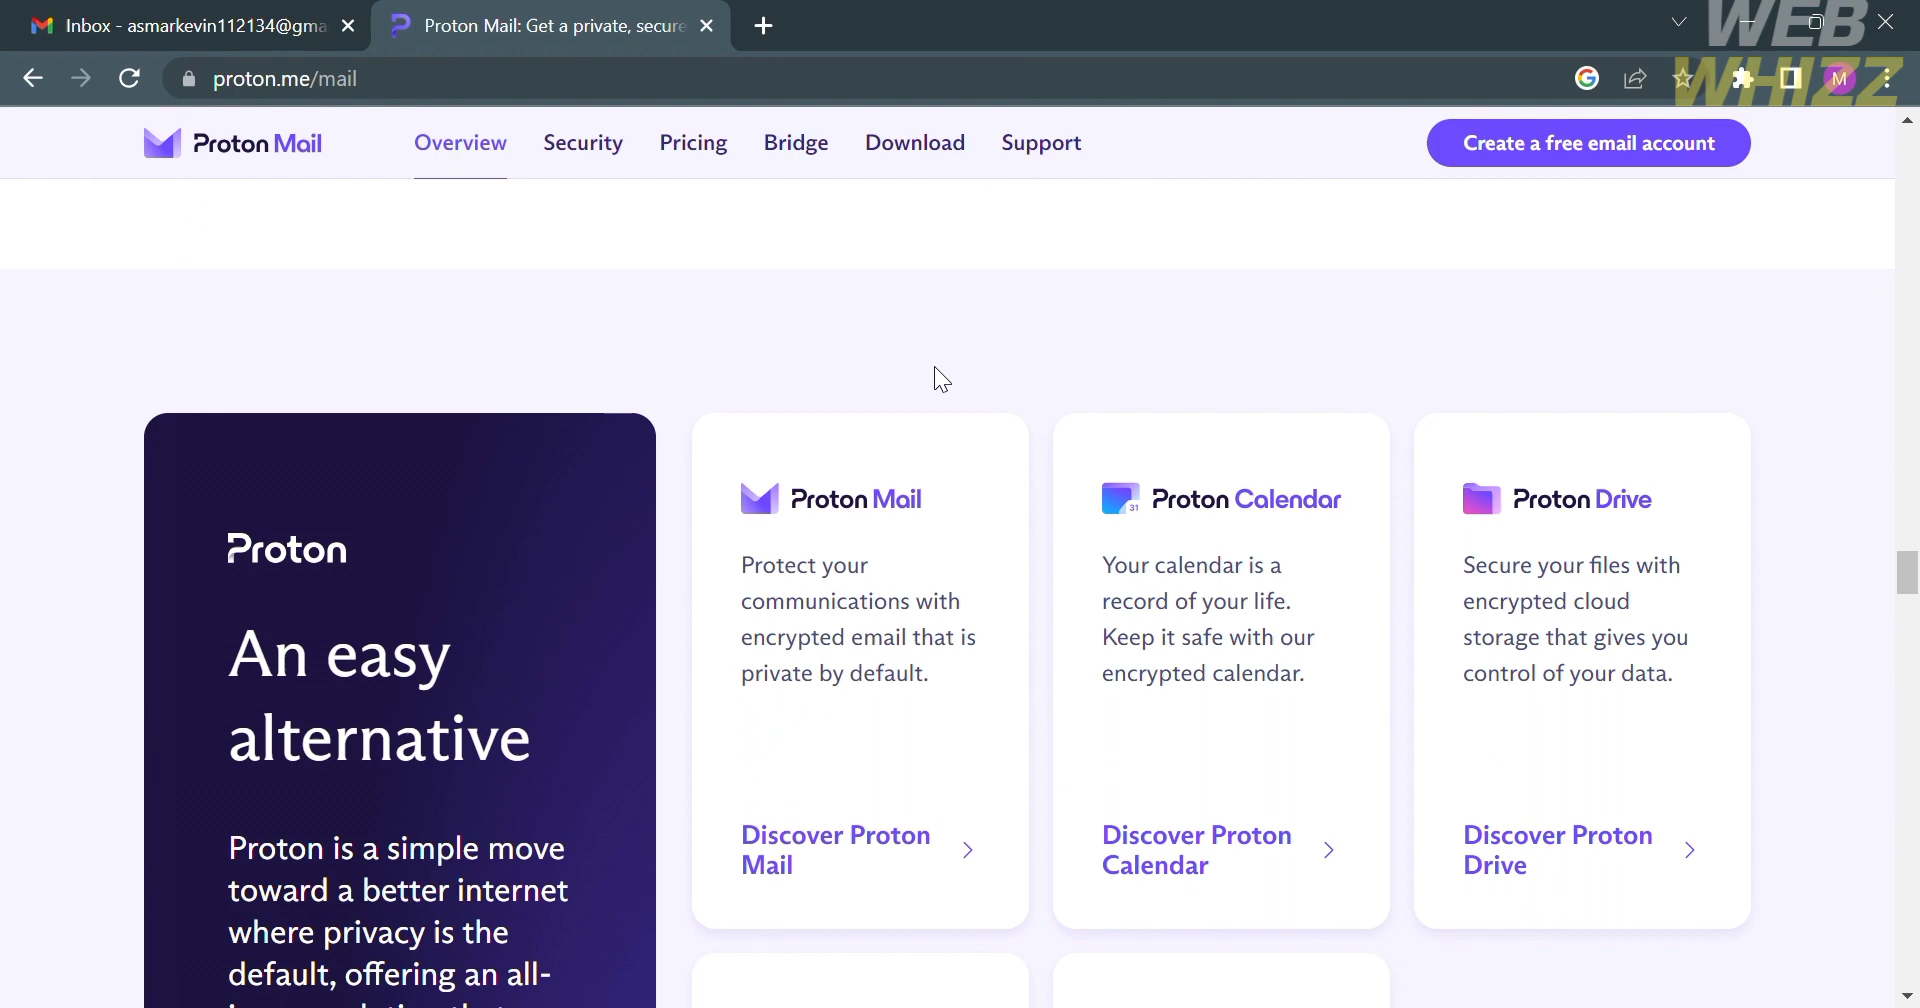 Inbox - asmarkevin112134@gma
Proton Mail: Get a private, secure
WEB
WHIZZ
proton.me/mail
M
Proton Mail
Overview
Security
Pricing
Bridge
Download
Support
Create a free email account
Proton
An easy
alternative
Proton is a simple move
toward a better internet
where privacy is the
default, offering an all-
Proton Mail
Protect your
communications with
encrypted email that is
private by default.
Discover Proton
Mail
31
Proton Calendar
Your calendar is a
record of your life.
Keep it safe with our
encrypted calendar.
Discover Proton
Calendar
Proton Drive
Secure your files with
encrypted cloud
storage that gives you
control of your data.
Discover Proton
Drive